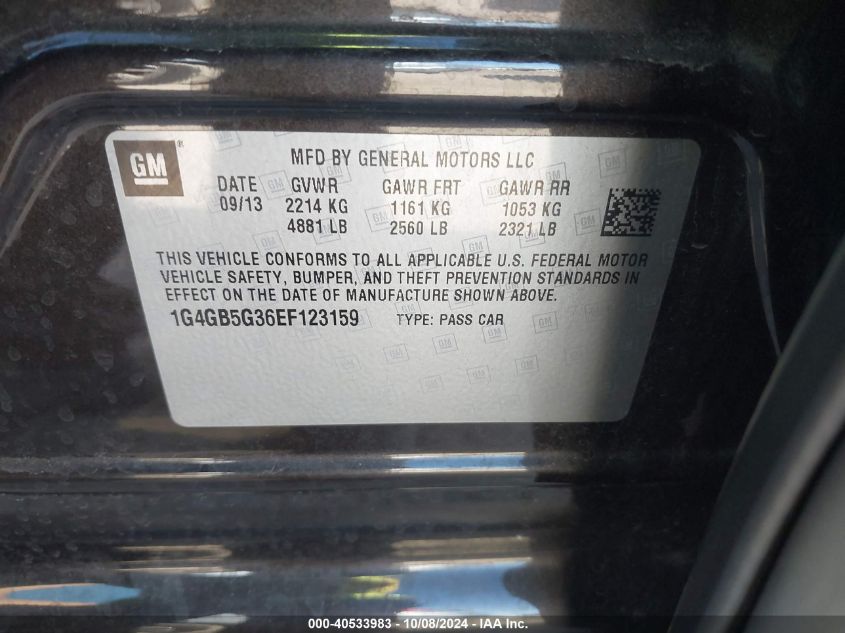 GM ®
MFD BY GENERAL MOTORS LLC
DATE GVWR GAWR FRT GAWR RR
09/13 2214 KG 1161 KG 1053 KG
4881 LB 2560 LB 2321 LB
THIS VEHICLE CONFORMS TO ALL APPLICABLE U.S. FEDERAL MOTOR
VEHICLE SAFETY, BUMPER, AND THEFT PREVENTION STANDARDS IN
EFFECT ON THE DATE OF MANUFACTURE SHOWN ABOVE.
1G4GB5G36EF123159 TYPE: PASS CAR
000-40533983 - 10/08/2024 - IAA Inc.